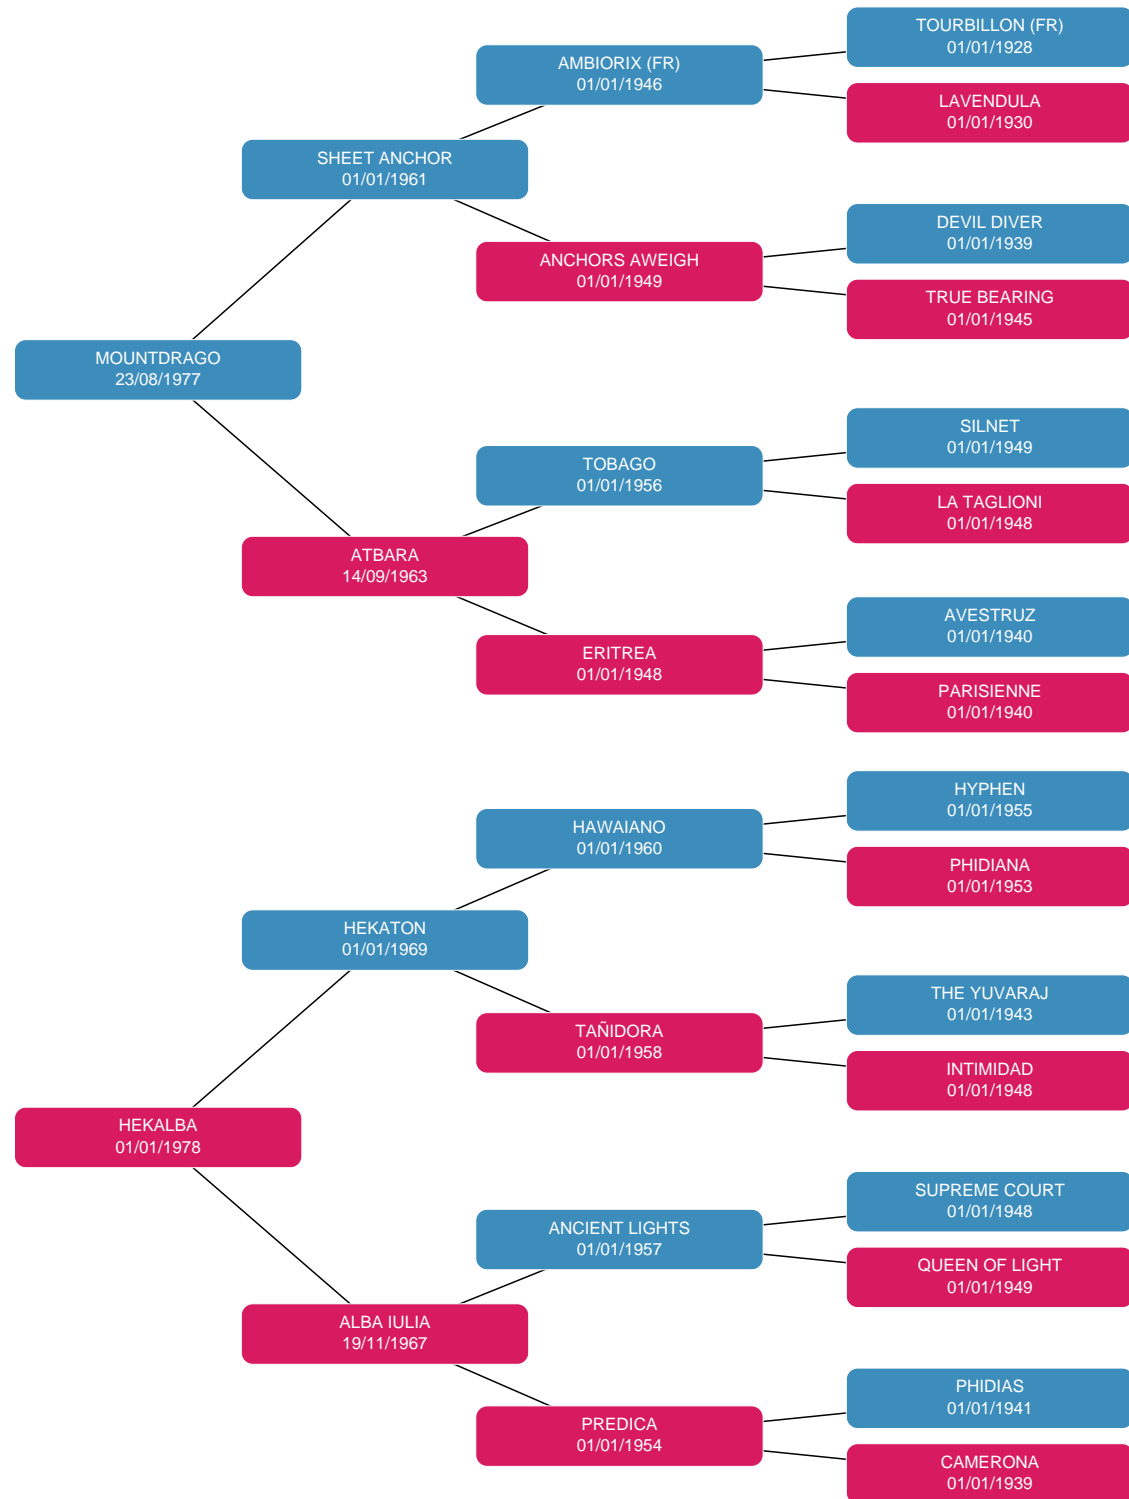 TOURBILLON (FR)
01/01/1928
AMBIORIX (FR)
01/01/1946
LAVENDULA
01/01/1930
SHEET ANCHOR
01/01/1961
DEVIL DIVER
01/01/1939
ANCHORS AWEIGH
01/01/1949
TRUE BEARING
01/01/1945
MOUNTDRAGO
23/08/1977
SILNET
01/01/1949
TOBAGO
01/01/1956
LA TAGLIONI
01/01/1948
ATBARA
14/09/1963
AVESTRUZ
01/01/1940
ERITREA
01/01/1948
PARISIENNE
01/01/1940
HYPHEN
01/01/1955
HAWAIANO
01/01/1960
PHIDIANA
01/01/1953
HEKATON
01/01/1969
THE YUVARAJ
01/01/1943
TAÑIDORA
01/01/1958
INTIMIDAD
01/01/1948
HEKALBA
01/01/1978
SUPREME COURT
01/01/1948
ANCIENT LIGHTS
01/01/1957
QUEEN OF LIGHT
01/01/1949
ALBA IULIA
19/11/1967
PHIDIAS
01/01/1941
PREDICA
01/01/1954
CAMERONA
01/01/1939